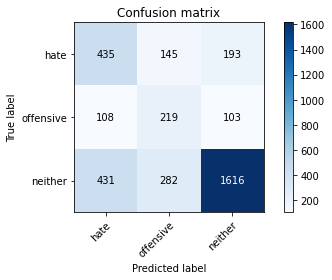 Confusion matrix
hate
435
145
193
offensive
108
219
103
neither
431
282
1616
hate
offensive
neither
True label
Predicted label
1600
1400
1200
1000
800
600
400
200